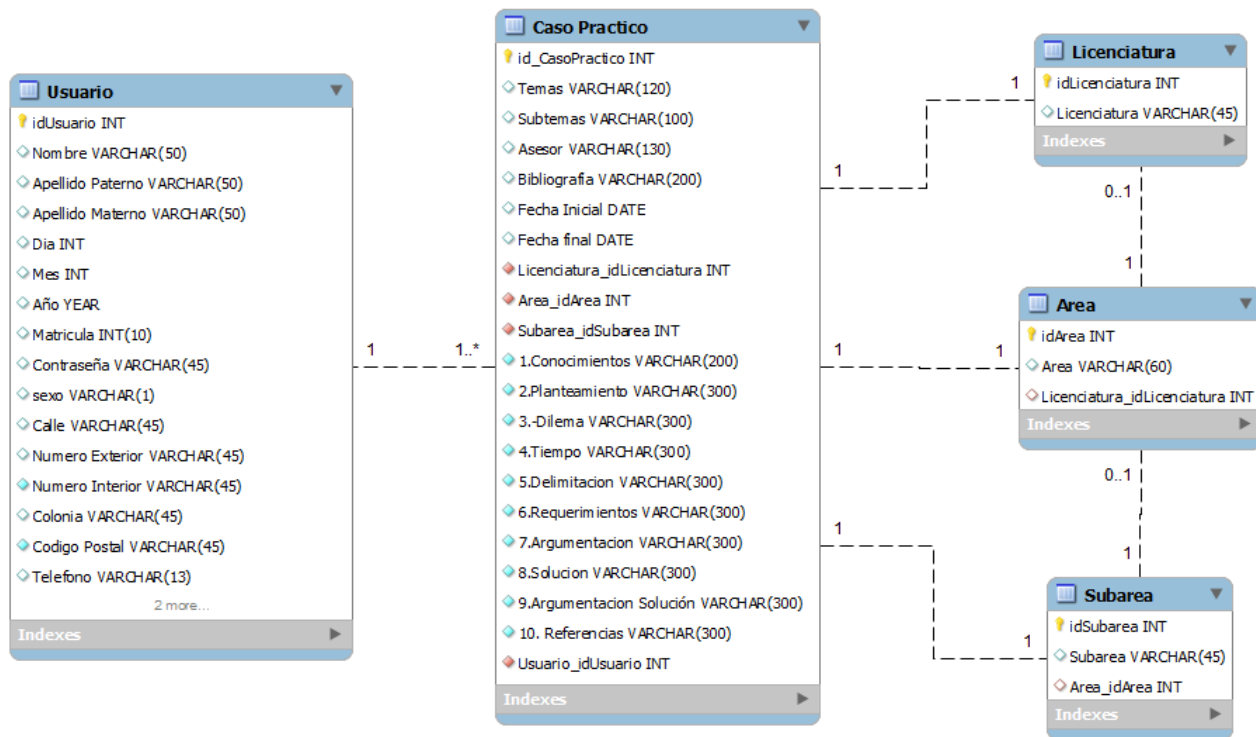 Usuario
idUsuario INT
Nombre VARCHAR(50)
Apellido Paterno VARCHAR(50)
Apellido Materno VARCHAR(50)
Dia INT
Mes INT
Año YEAR
Matricula INT(10)
Contraseña VARCHAR(45)
sexo VARCHAR(1)
Calle VARCHAR(45)
Numero Exterior VARCHAR(45)
Numero Interior VARCHAR(45)
Colonia VARCHAR(45)
Codigo Postal VARCHAR(45)
Telefono VARCHAR(13)
2 more...
Indexes
1
1..*
Caso Practico
id_CasoPractico INT
Temas VARCHAR(120)
Subtemas VARCHAR(100)
Asesor VARCHAR(130)
Bibliografia VARCHAR(200)
Fecha Inicial DATE
Fecha final DATE
Licenciatura_idLicenciatura INT
Area_idArea INT
Subarea_idSubarea INT
1.Conocimientos VARCHAR(200)
2.Planteamiento VARCHAR(300)
3.-Dilema VARCHAR(300)
4.Tiempo VARCHAR(300)
5.Delimitacion VARCHAR(300)
6.Requerimientos VARCHAR(300)
7.Argumentacion VARCHAR(300)
8.Solucion VARCHAR(300)
9.Argumentacion Solución VARCHAR(300)
10. Referencias VARCHAR(300)
Usuario_idUsuario INT
Indexes
1
1
1
1
1
1
Licenciatura
idLicenciatura INT
Licenciatura VARCHAR(45)
Indexes
0..1
1
Area
idArea INT
Area VARCHAR(60)
Licenciatura_idLicenciatura INT
Indexes
0..1
1
Subarea
idSubarea INT
Subarea VARCHAR(45)
Area_idArea INT
Indexes